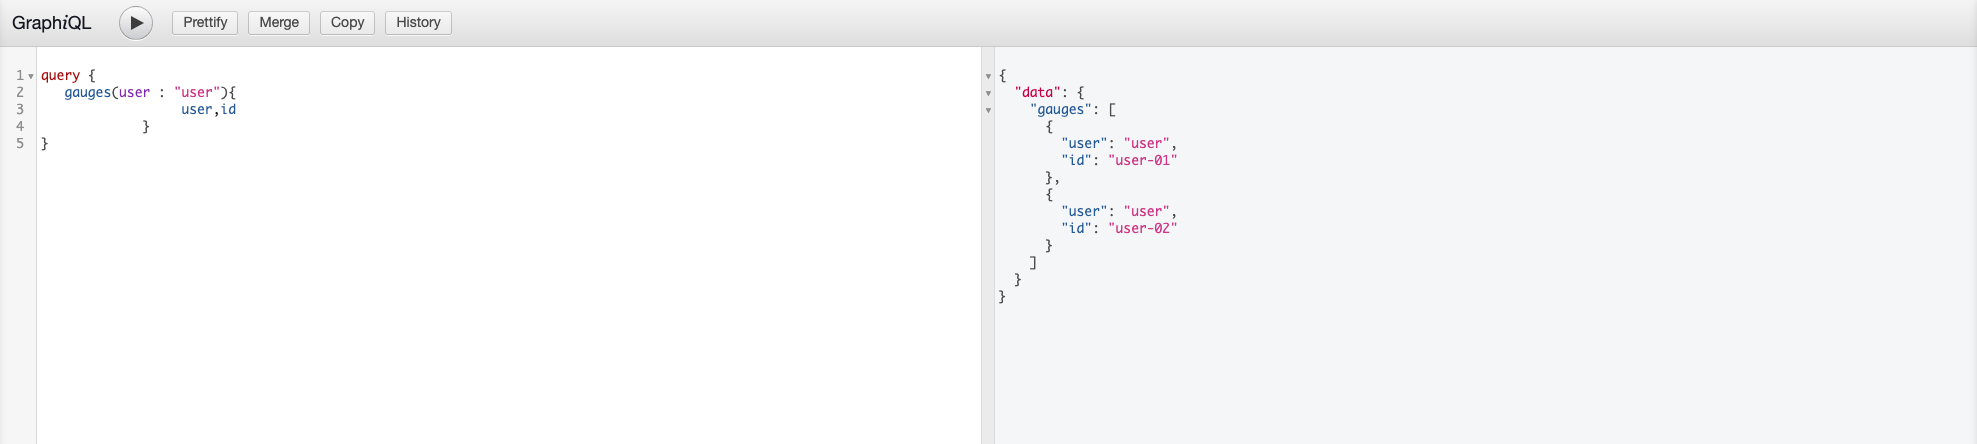 GraphiQL Prettify Merge Copy History
1 query {
2 gauges(user : "user"){
3 user,id
4 }
5 }
{
"data": {
"gauges": [
{
"user": "user",
"id": "user-01"
},
{
"user": "user",
"id": "user-02"
}
]
}
}